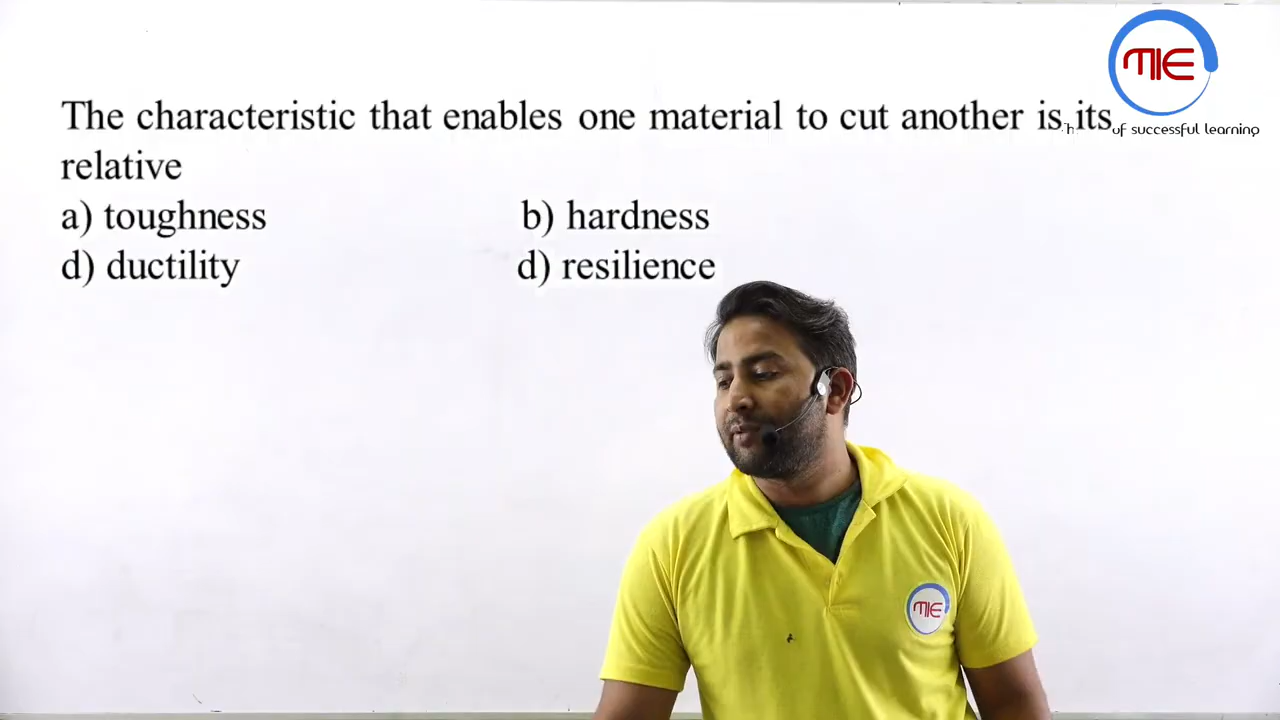 MIE
The characteristic that enables one material to cut another is its
of successful learning
relative
a) toughness b) hardness
d) ductility d) resilience
MIE